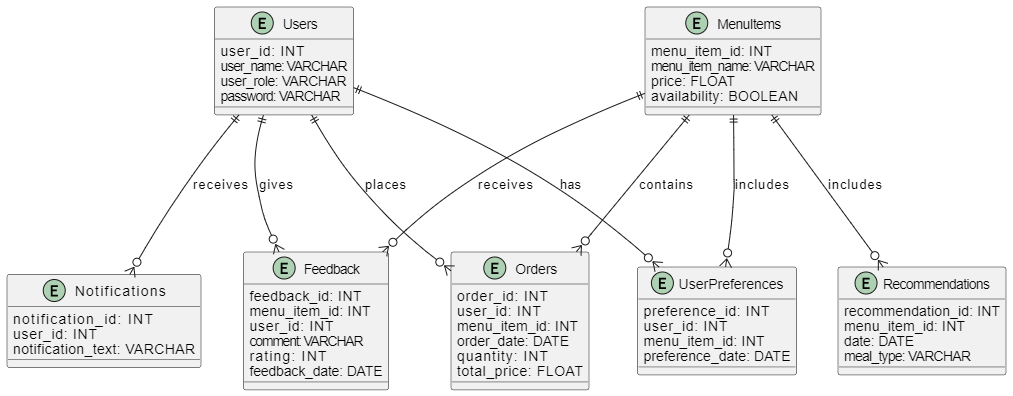 E Users
user_id: INT
user_name: VARCHAR
user_role: VARCHAR
password: VARCHAR
E MenuItems
menu_item_id: INT
menu_item_name: VARCHAR
price: FLOAT
availability: BOOLEAN
receives
gives
places
receives
has
contains
includes
includes
E Notifications
notification_id: INT
user_id: INT
notification_text: VARCHAR
E Feedback
feedback_id: INT
menu_item_id: INT
user_id: INT
comment: VARCHAR
rating: INT
feedback_date: DATE
E Orders
order_id: INT
user_id: INT
menu_item_id: INT
order_date: DATE
quantity: INT
total_price: FLOAT
E UserPreferences
preference_id: INT
user_id: INT
menu_item_id: INT
preference_date: DATE
E Recommendations
recommendation_id: INT
menu_item_id: INT
date: DATE
meal_type: VARCHAR